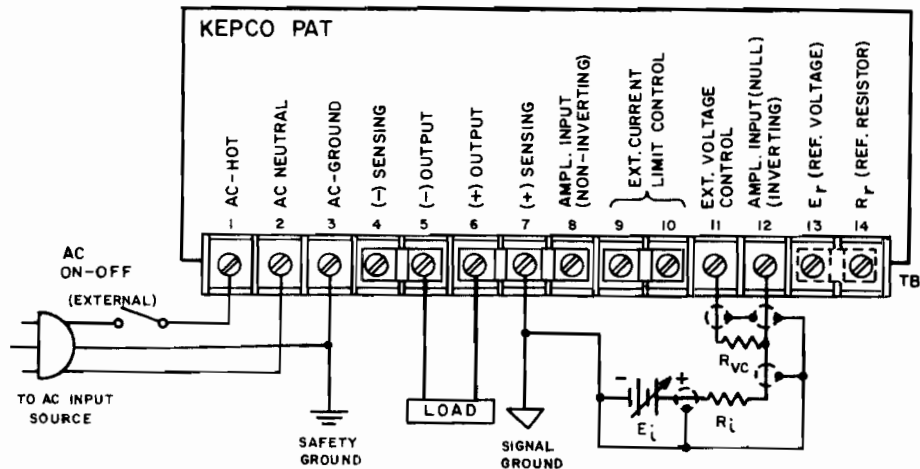 KEPCO PAT
AC-HOT
AC NEUTRAL
AC-GROUND
(-) SENSING
(-) OUTPUT
(+) OUTPUT
(+) SENSING
AMPL. INPUT
(NON-INVERTING)
EXT. CURRENT
LIMIT CONTROL
EXT. VOLTAGE
CONTROL
AMPL. INPUT (NULL)
(INVERTING)
Er (REF. VOLTAGE)
Rr (REF. RESISTOR)
1 2 3 4 5 6 7 8 9 10 11 12 13 14
TB
AC
ON-OFF
(EXTERNAL)
TO AC INPUT
SOURCE
SAFETY
GROUND
LOAD
SIGNAL
GROUND
- +
Ei
Ri
RVC